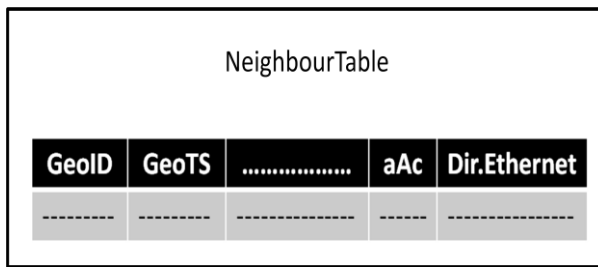 NeighbourTable
GeoID GeoTS .................. aAc Dir.Ethernet
--------- --------- --------------- ------ ----------------